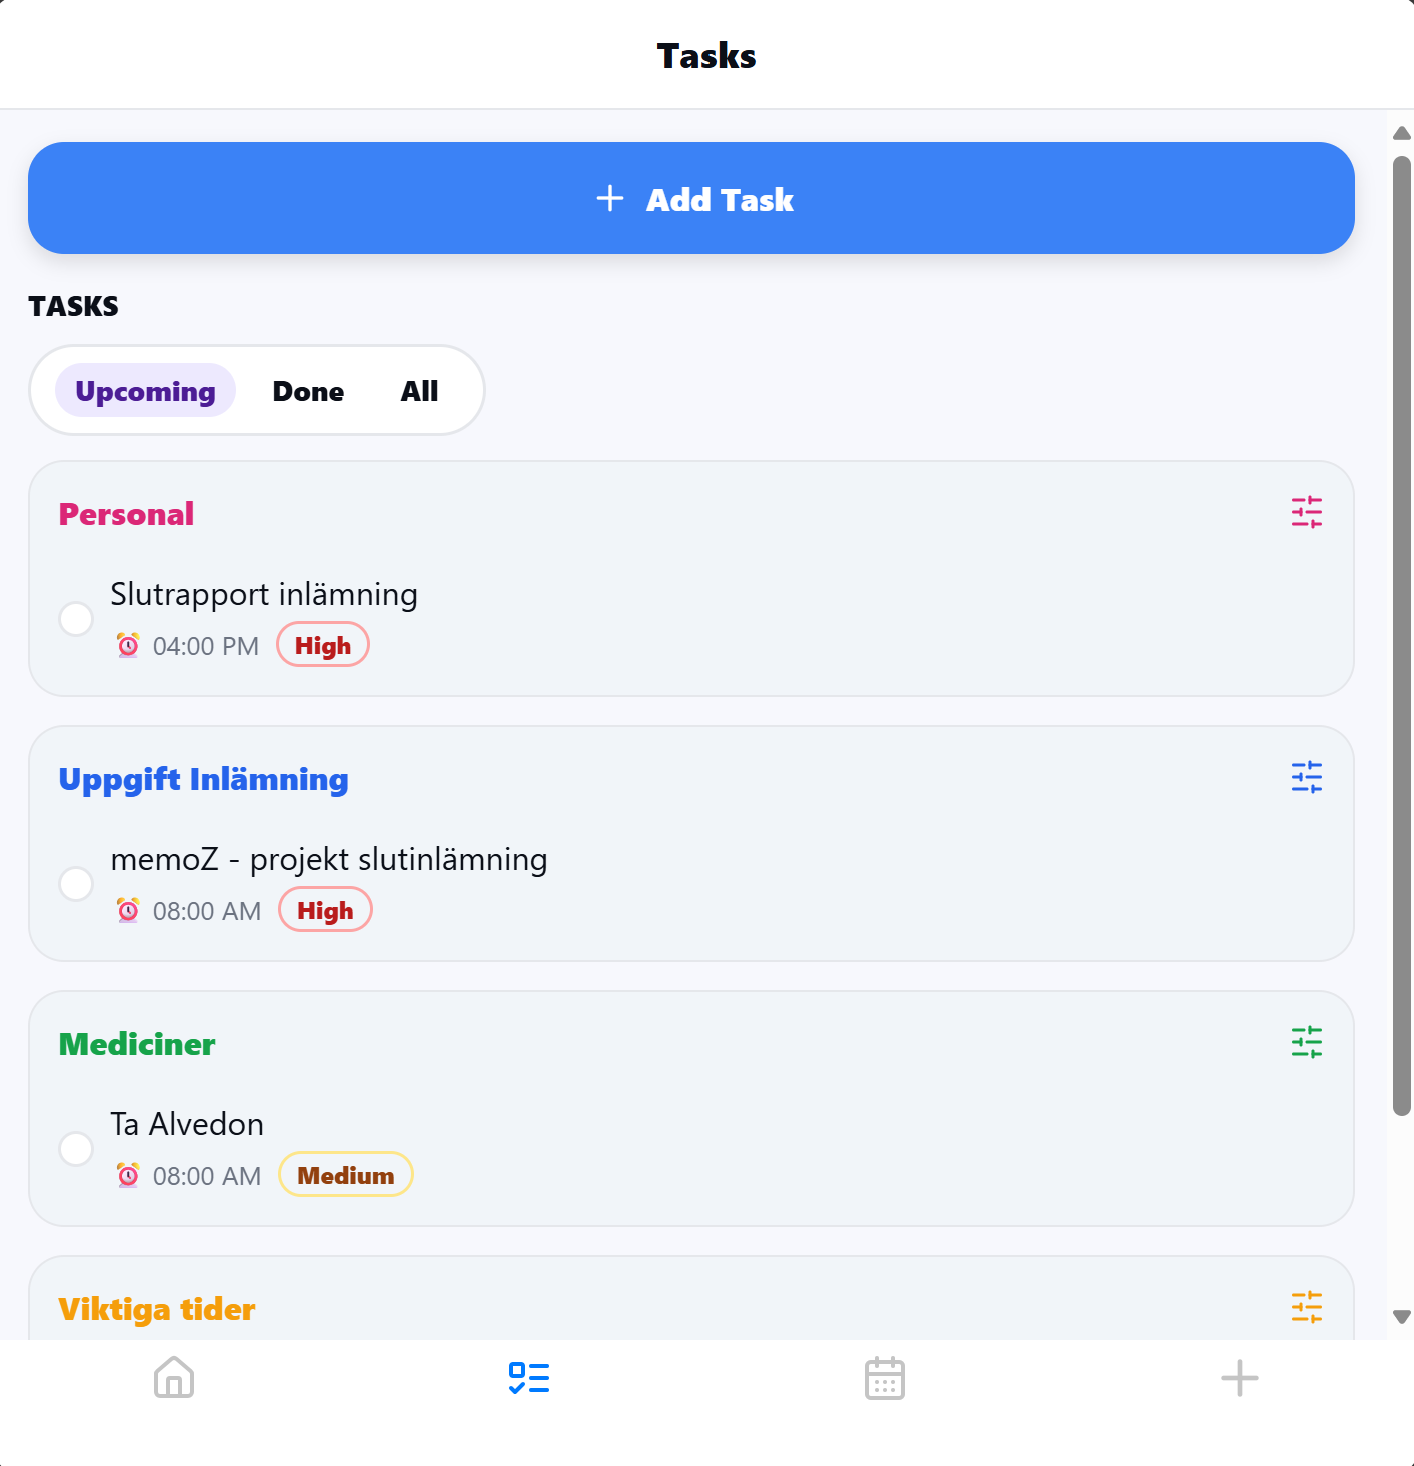 Tasks
Add Task
TASKS
Upcoming Done All
Personal
Slutrapport inlämning
04:00 PM High
Uppgift Inlämning
memoZ - projekt slutinlämning
08:00 AM High
Mediciner
Ta Alvedon
08:00 AM Medium
Viktiga tider